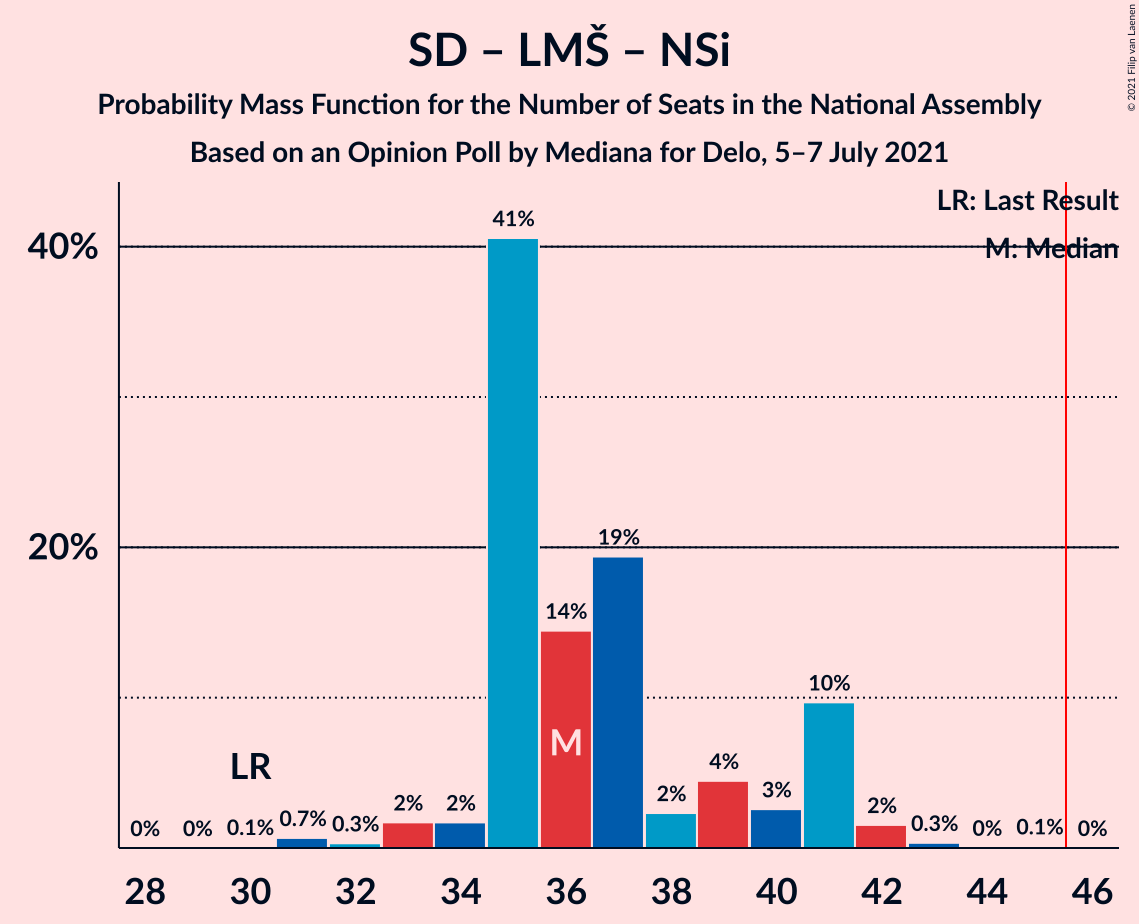 SD – LMŠ – NSi
Probability Mass Function for the Number of Seats in the National Assembly
Based on an Opinion Poll by Mediana for Delo, 5–7 July 2021
© 2021 Filip van Laenen
LR: Last Result
M: Median
40%
20%
41%
19%
14%
10%
4%
3%
2%
2%
2%
2%
0%
0%
0.1%
0.7%
0.3%
0.3%
0%
0.1%
0%
LR
M
28 30 32 34 36 38 40 42 44 46